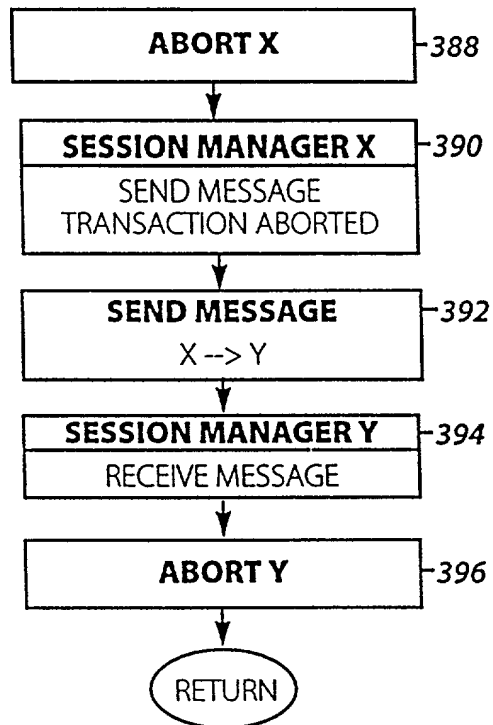 ABORT X
388
SESSION MANAGER X
390
SEND MESSAGE
TRANSACTION ABORTED
SEND MESSAGE
392
X --> Y
SESSION MANAGER Y
394
RECEIVE MESSAGE
ABORT Y
396
RETURN